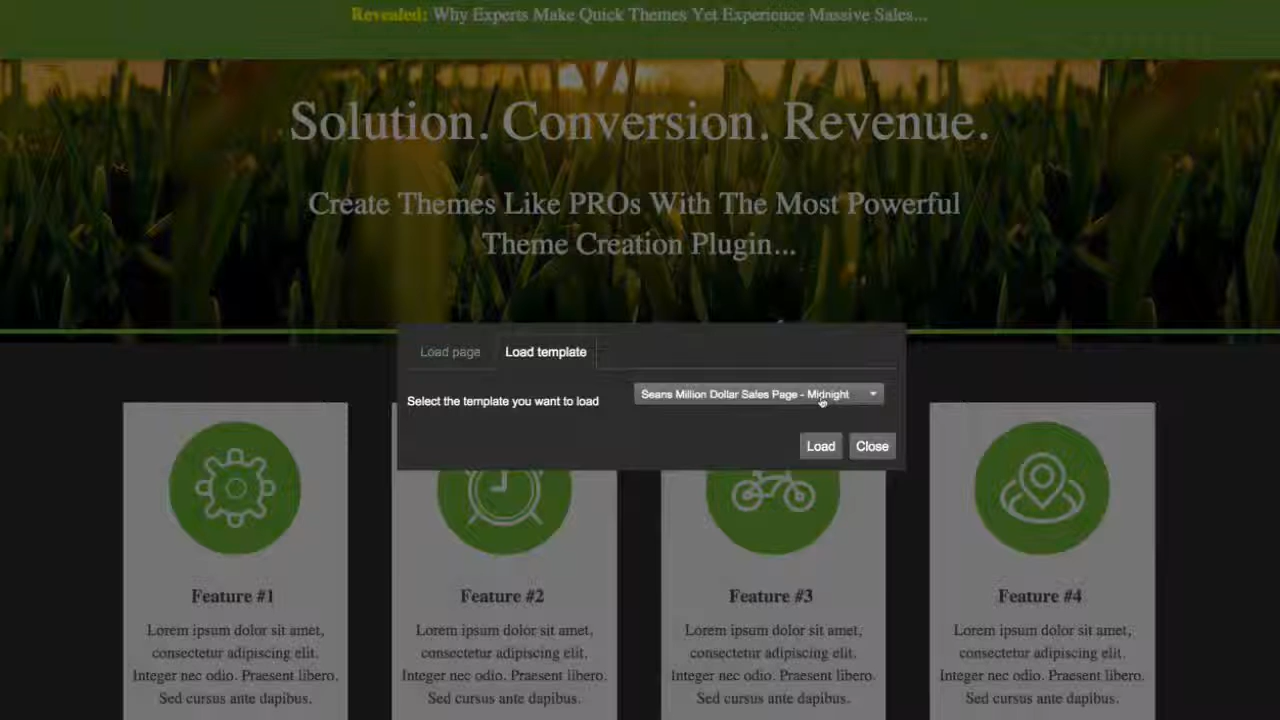 Revealed: Why Experts Make Quick Themes Yet Experience Massive Sales...
Solution. Conversion. Revenue.
Create Themes Like PROs With The Most Powerful
Theme Creation Plugin...
Load page
Load template
Select the template you want to load
Seans Million Dollar Sales Page - Midnight
Load
Close
Feature #1
Lorem ipsum dolor sit amet,
consectetur adipiscing elit.
Integer nec odio. Praesent libero.
Sed cursus ante dapibus.
Feature #2
Lorem ipsum dolor sit amet,
consectetur adipiscing elit.
Integer nec odio. Praesent libero.
Sed cursus ante dapibus.
Feature #3
Lorem ipsum dolor sit amet,
consectetur adipiscing elit.
Integer nec odio. Praesent libero.
Sed cursus ante dapibus.
Feature #4
Lorem ipsum dolor sit amet,
consectetur adipiscing elit.
Integer nec odio. Praesent libero.
Sed cursus ante dapibus.